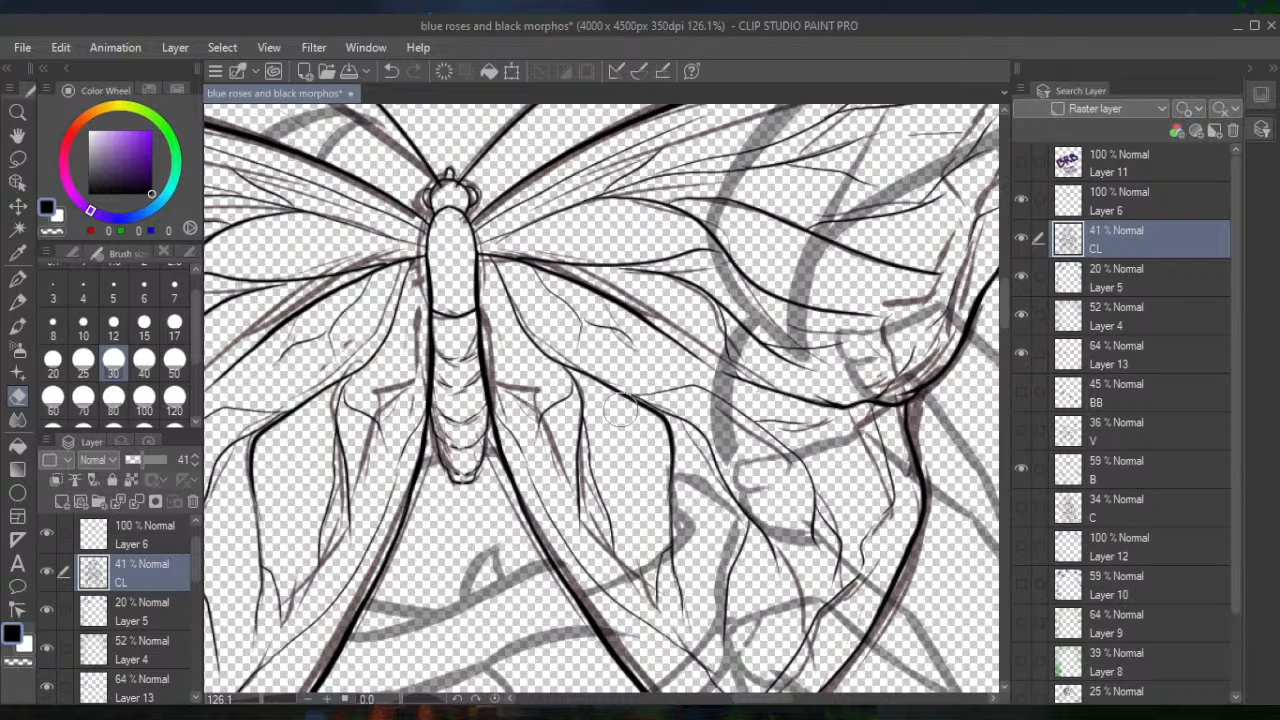 blue roses and black morphos* (4000 x 4500px 350dpi 126.1%) - CLIP STUDIO PAINT PRO
File Edit Animation Layer Select View Filter Window Help
blue roses and black morphos*
Color Wheel
0 0 0
Brush size
3 4 5 6 7
8 10 12 15 17
20 25 30 40 50
60 70 80 100 120
Layer
Normal 41
100 % Normal
Layer 6
41 % Normal
CL
20 % Normal
Layer 5
52 % Normal
Layer 4
64 % Normal
Layer 13
126.1 0.0
Search Layer
Raster layer
100 % Normal
Layer 11
100 % Normal
Layer 6
41 % Normal
CL
20 % Normal
Layer 5
52 % Normal
Layer 4
64 % Normal
Layer 13
45 % Normal
BB
36 % Normal
V
59 % Normal
B
34 % Normal
C
100 % Normal
Layer 12
59 % Normal
Layer 10
64 % Normal
Layer 9
39 % Normal
Layer 8
25 % Normal